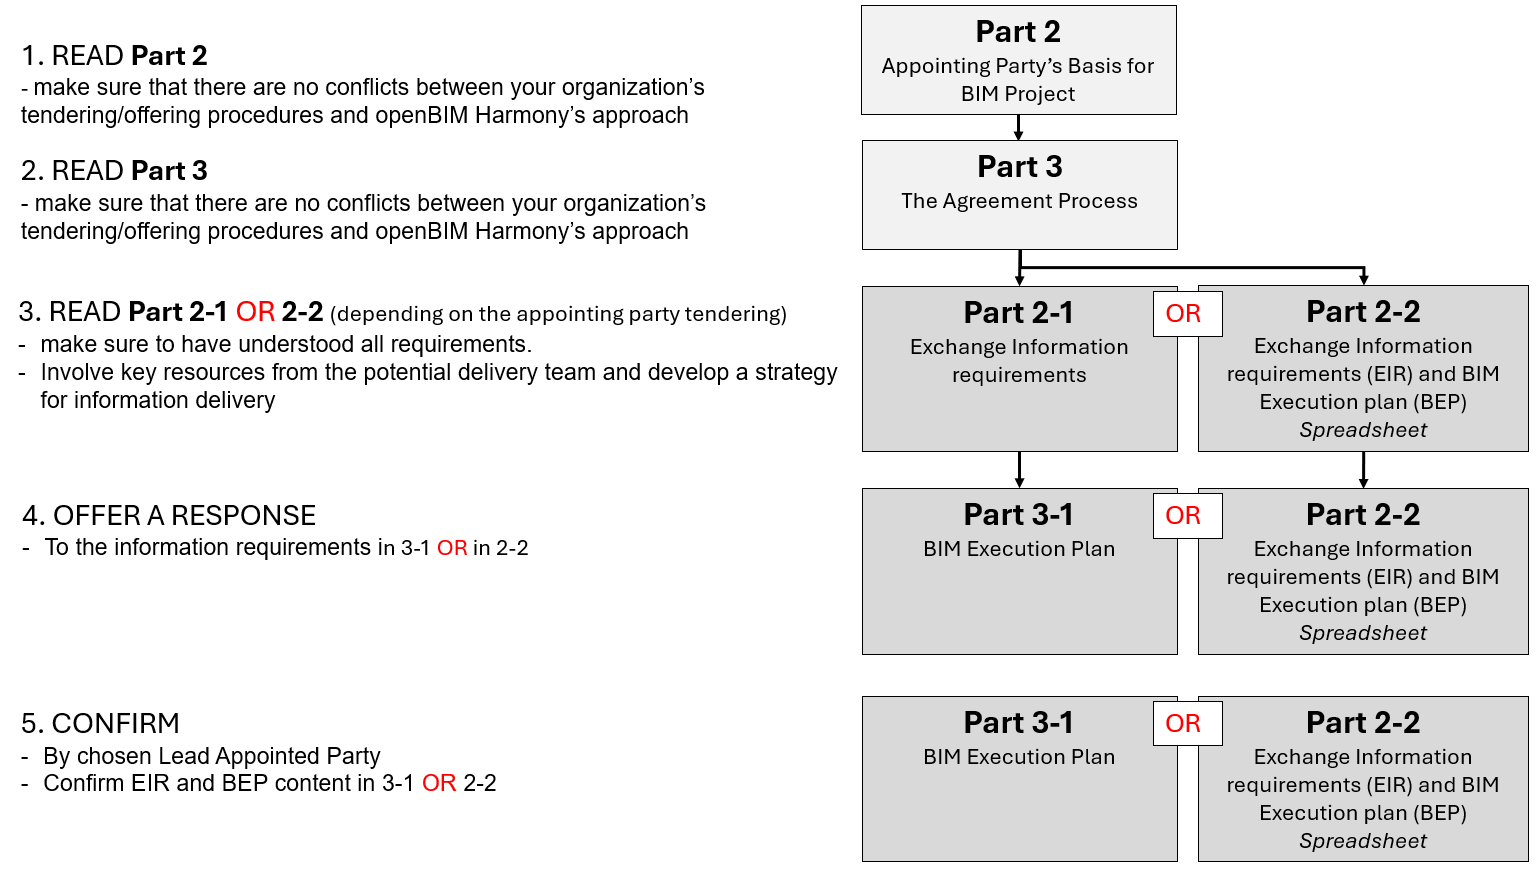 1. READ Part 2
- make sure that there are no conflicts between your organization’s
tendering/offering procedures and openBIM Harmony’s approach
2. READ Part 3
- make sure that there are no conflicts between your organization’s
tendering/offering procedures and openBIM Harmony’s approach
3. READ Part 2-1 OR 2-2 (depending on the appointing party tendering)
- make sure to have understood all requirements.
- Involve key resources from the potential delivery team and develop a strategy
for information delivery
4. OFFER A RESPONSE
- To the information requirements in 3-1 OR in 2-2
5. CONFIRM
- By chosen Lead Appointed Party
- Confirm EIR and BEP content in 3-1 OR 2-2
Part 2
Appointing Party’s Basis for
BIM Project
Part 3
The Agreement Process
Part 2-1
Exchange Information
requirements
OR
Part 2-2
Exchange Information
requirements (EIR) and BIM
Execution plan (BEP)
Spreadsheet
Part 3-1
BIM Execution Plan
OR
Part 2-2
Exchange Information
requirements (EIR) and BIM
Execution plan (BEP)
Spreadsheet
Part 3-1
BIM Execution Plan
OR
Part 2-2
Exchange Information
requirements (EIR) and BIM
Execution plan (BEP)
Spreadsheet